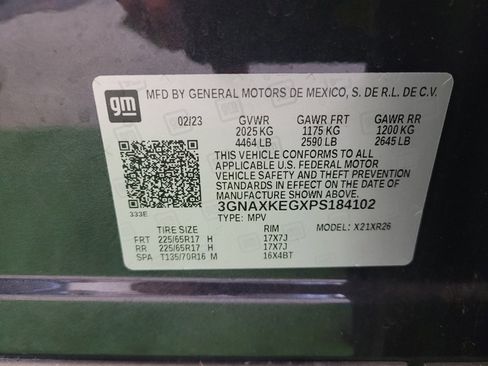 gm
MFD BY GENERAL MOTORS DE MEXICO, S. DE R.L. DE C.V.
02/23 GVWR GAWR FRT GAWR RR
2025 KG 1175 KG 1200 KG
4464 LB 2590 LB 2645 LB
THIS VEHICLE CONFORMS TO ALL
APPLICABLE U.S. FEDERAL MOTOR
VEHICLE SAFETY AND THEFT PREVENTION
STANDARDS IN EFFECT ON THE DATE OF
MANUFACTURE SHOWN ABOVE.
333E 3GNAXKEGXPS184102
TYPE: MPV
TIRE SIZE RIM MODEL: X21XR26
FRT 225/65R17 H 17X7J
RR 225/65R17 H 17X7J
SPA T135/70R16 M 16X4BT